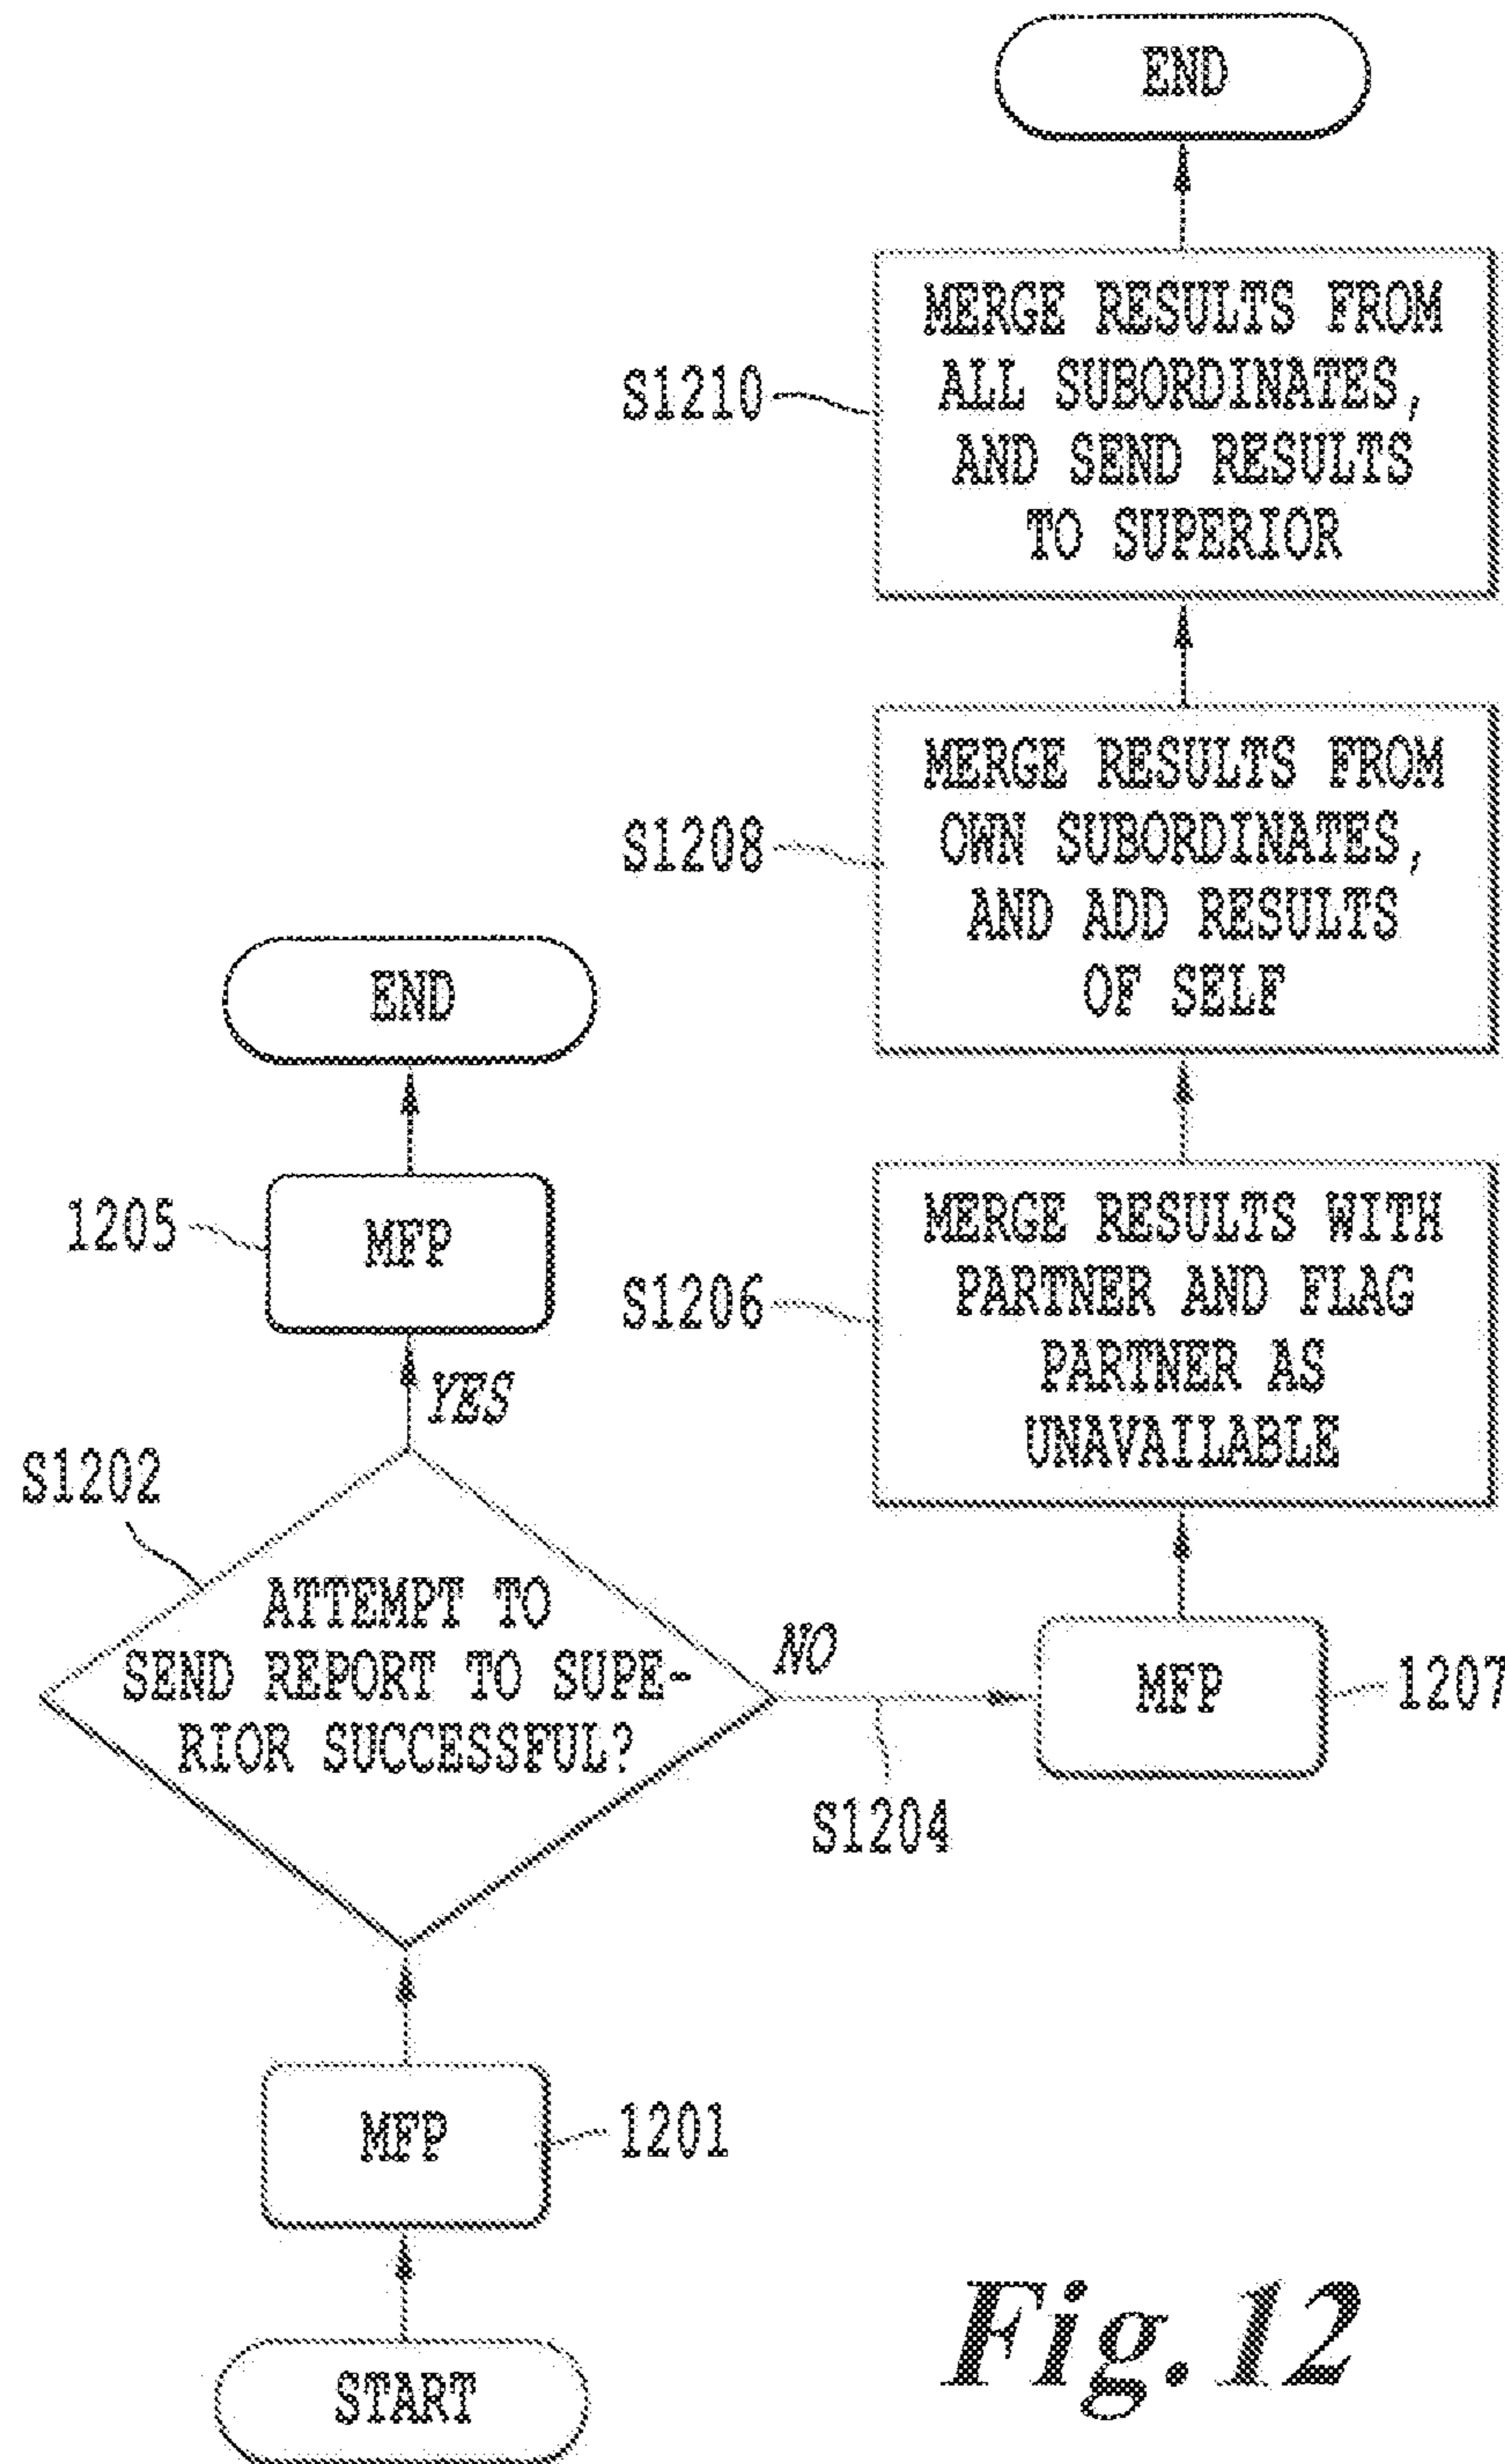 END
MERGE RESULTS FROM
ALL SUBORDINATES,
AND SEND RESULTS
TO SUPERIOR
S1210
MERGE RESULTS FROM
OWN SUBORDINATES,
AND ADD RESULTS
OF SELF
S1208
END
MFP
1205
MERGE RESULTS WITH
PARTNER AND FLAG
PARTNER AS
UNAVAILABLE
S1206
YES
S1202
ATTEMPT TO
SEND REPORT TO SUPE-
RIOR SUCCESSFUL?
NO
MFP
1207
S1204
MFP
1201
START
Fig. 12